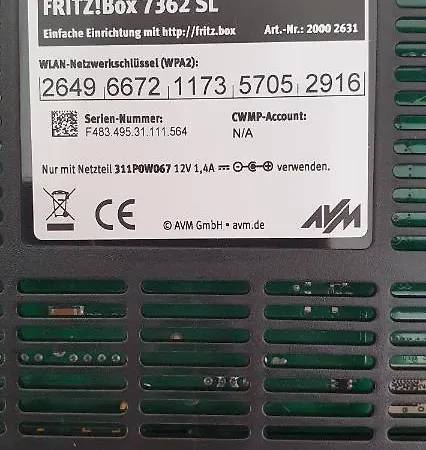 FRITZ!Box 7362 SL
Einfache Einrichtung mit http://fritz.box Art.-Nr.: 2000 2631
WLAN-Netzwerkschlüssel (WPA2):
2649 6672 1173 5705 2916
Serien-Nummer: CWMP-Account:
F483.495.31.111.564 N/A
Nur mit Netzteil 311P0W067 12V 1,4A verwenden.
CE
© AVM GmbH • avm.de AVM